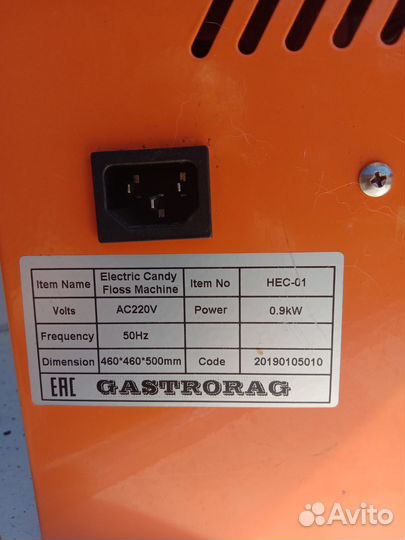 Item Name Electric Candy Floss Machine Item No HEC-01
Volts AC220V Power 0.9kW
Frequency 50Hz
Dimension 460*460*500mm Code 20190105010
EAC GASTRORAG
Avito